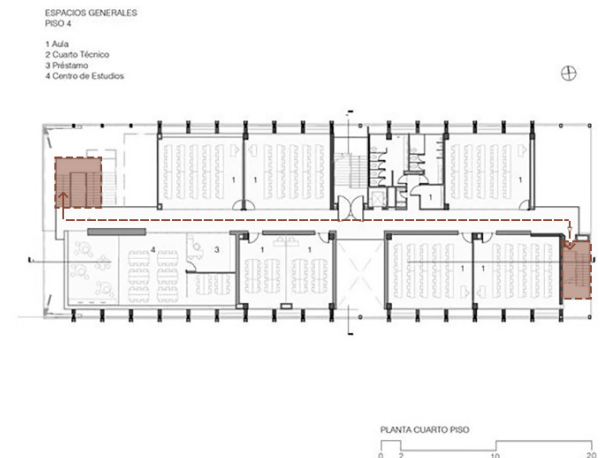 ESPACIOS GENERALES
PISO 4
1 Aula
2 Cuarto Técnico
3 Préstamo
4 Centro de Estudios
1
1
1
1
4
3
1
1
1
1
PLANTA CUARTO PISO
0 2 10 20